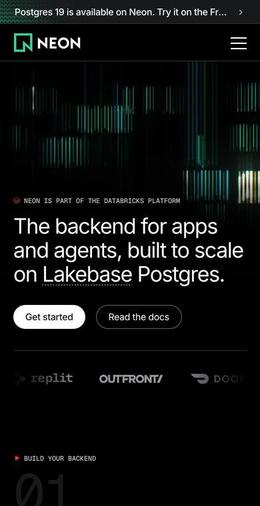 Postgres 19 is available on Neon. Try it on the Fr...
NEON
NEON IS PART OF THE DATABRICKS PLATFORM
The backend for apps
and agents, built to scale
on Lakebase Postgres.
Get started
Read the docs
replit
OUTFRONT/
DOOR
BUILD YOUR BACKEND
01